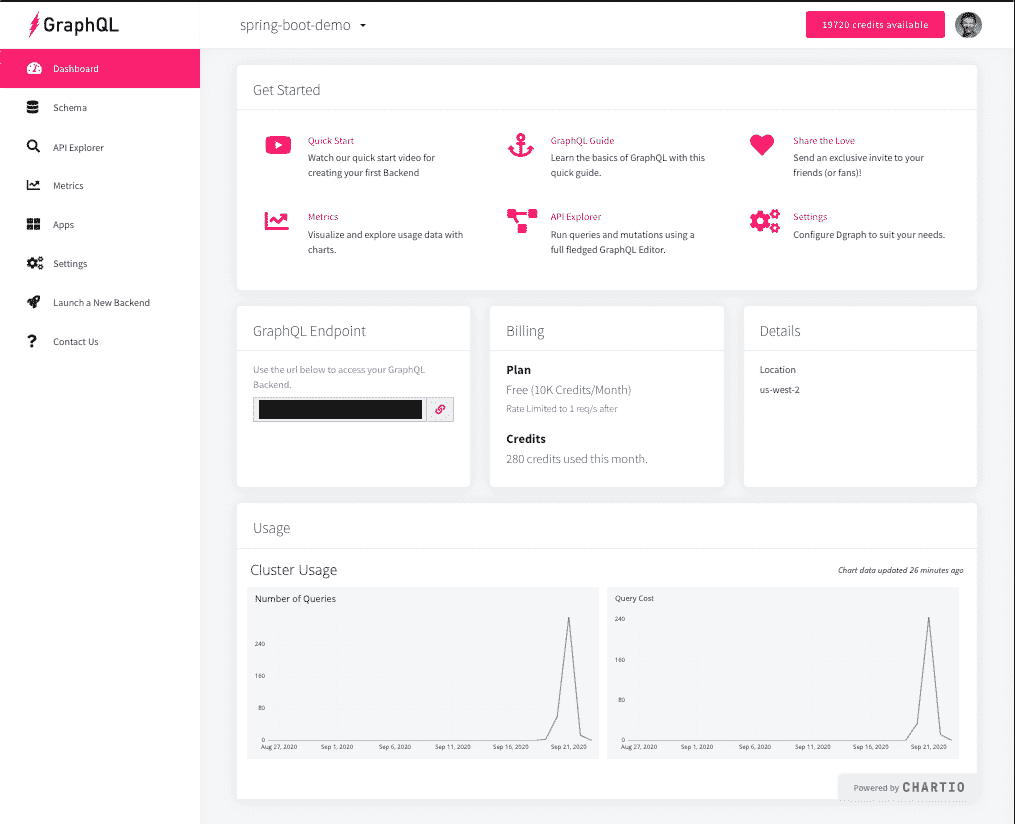 GraphQL
spring-boot-demo
19720 credits available
Dashboard
Schema
API Explorer
Metrics
Apps
Settings
Launch a New Backend
Contact Us
Get Started
Quick Start
Watch our quick start video for
creating your first Backend
GraphQL Guide
Learn the basics of GraphQL with this
quick guide.
Share the Love
Send an exclusive invite to your
friends (or fans)!
Metrics
Visualize and explore usage data with
charts.
API Explorer
Run queries and mutations using a
full fledged GraphQL Editor.
Settings
Configure Dgraph to suit your needs.
GraphQL Endpoint
Use the url below to access your GraphQL
Backend.
Billing
Plan
Free (10K Credits/Month)
Rate Limited to 1 req/s after
Credits
280 credits used this month.
Details
Location
us-west-2
Usage
Cluster Usage
Chart data updated 26 minutes ago
Number of Queries
240
160
80
0
Aug 27, 2020 Sep 1, 2020 Sep 6, 2020 Sep 11, 2020 Sep 16, 2020 Sep 21, 2020
Query Cost
240
160
80
0
Aug 27, 2020 Sep 1, 2020 Sep 6, 2020 Sep 11, 2020 Sep 16, 2020 Sep 21, 2020
Powered by CHARTIO